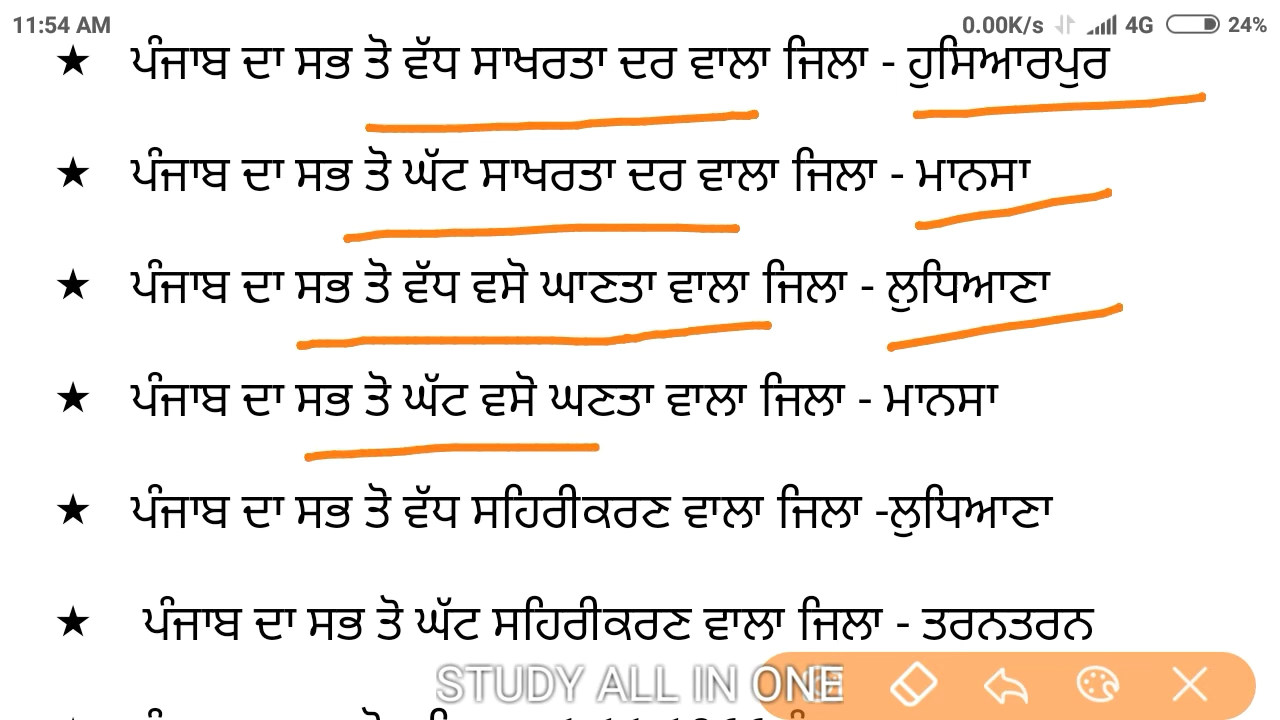 11:54 AM 0.00K/s 4G 24%
★ ਪੰਜਾਬ ਦਾ ਸਭ ਤੋ ਵੱਧ ਸਾਖਰਤਾ ਦਰ ਵਾਲਾ ਜਿਲਾ - ਹੁਸਿਆਰਪੁਰ
★ ਪੰਜਾਬ ਦਾ ਸਭ ਤੋ ਘੱਟ ਸਾਖਰਤਾ ਦਰ ਵਾਲਾ ਜਿਲਾ - ਮਾਨਸਾ
★ ਪੰਜਾਬ ਦਾ ਸਭ ਤੋ ਵੱਧ ਵਸੋ ਘਾਣਤਾ ਵਾਲਾ ਜਿਲਾ - ਲੁਧਿਆਣਾ
★ ਪੰਜਾਬ ਦਾ ਸਭ ਤੋ ਘੱਟ ਵਸੋ ਘਣਤਾ ਵਾਲਾ ਜਿਲਾ - ਮਾਨਸਾ
★ ਪੰਜਾਬ ਦਾ ਸਭ ਤੋ ਵੱਧ ਸਹਿਰੀਕਰਣ ਵਾਲਾ ਜਿਲਾ -ਲੁਧਿਆਣਾ
★ ਪੰਜਾਬ ਦਾ ਸਭ ਤੋ ਘੱਟ ਸਹਿਰੀਕਰਣ ਵਾਲਾ ਜਿਲਾ - ਤਰਨਤਰਨ
STUDY ALL IN ONE